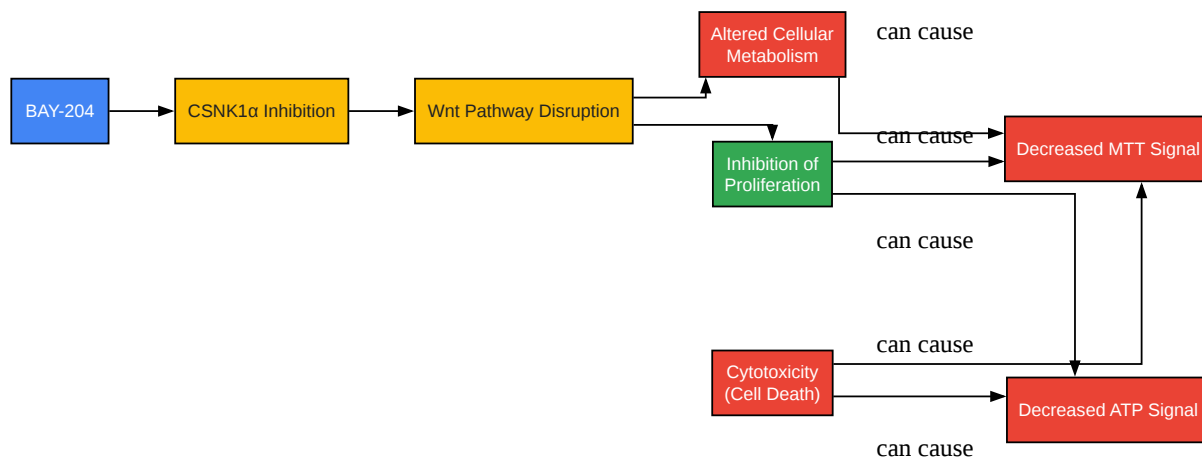 Altered Cellular
Metabolism
can cause
BAY-204
CSNK1α Inhibition
Wnt Pathway Disruption
can cause
Decreased MTT Signal
Inhibition of
Proliferation
can cause
can cause
Cytotoxicity
(Cell Death)
Decreased ATP Signal
can cause